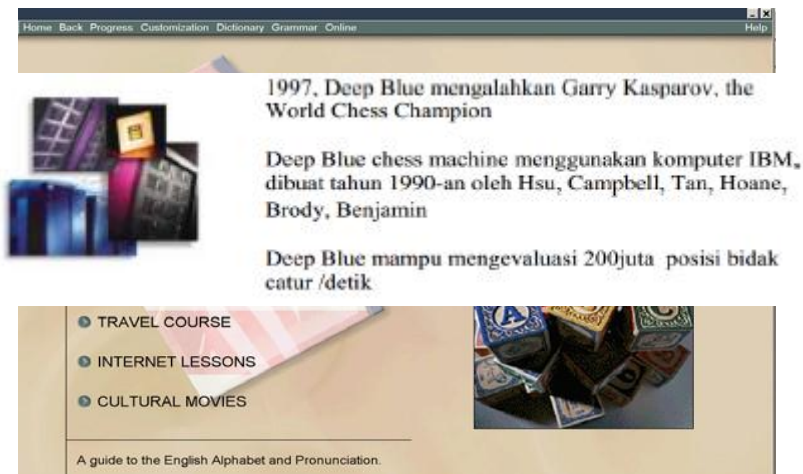 Home Back Progress Customization Dictionary Grammar Online Help
1997, Deep Blue mengalahkan Garry Kasparov, the
World Chess Champion
Deep Blue chess machine menggunakan komputer IBM,
dibuat tahun 1990-an oleh Hsu, Campbell, Tan, Hoane,
Brody, Benjamin
Deep Blue mampu mengevaluasi 200juta posisi bidak
catur /detik
TRAVEL COURSE
INTERNET LESSONS
CULTURAL MOVIES
A guide to the English Alphabet and Pronunciation.